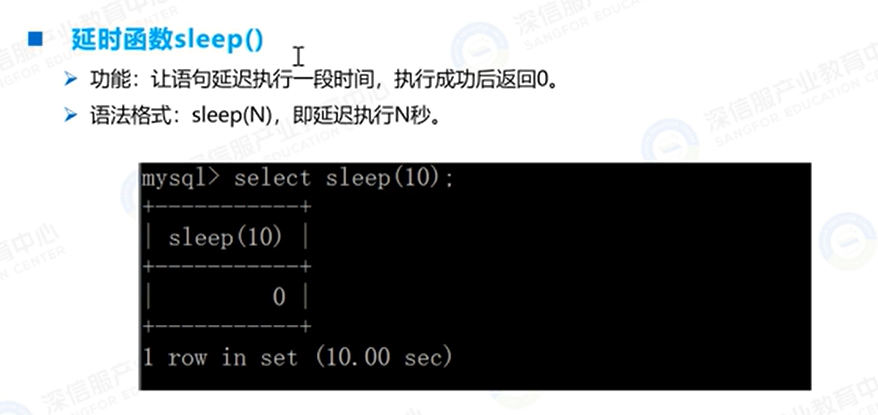 延时函数sleep()
功能：让语句延迟执行一段时间，执行成功后返回0。
语法格式：sleep(N)，即延迟执行N秒。
mysql> select sleep(10);
+-----------+
| sleep(10) |
+-----------+
|         0 |
+-----------+
1 row in set (10.00 sec)
深信服产业教育中心
SANGFOR EDUCATION CENTER